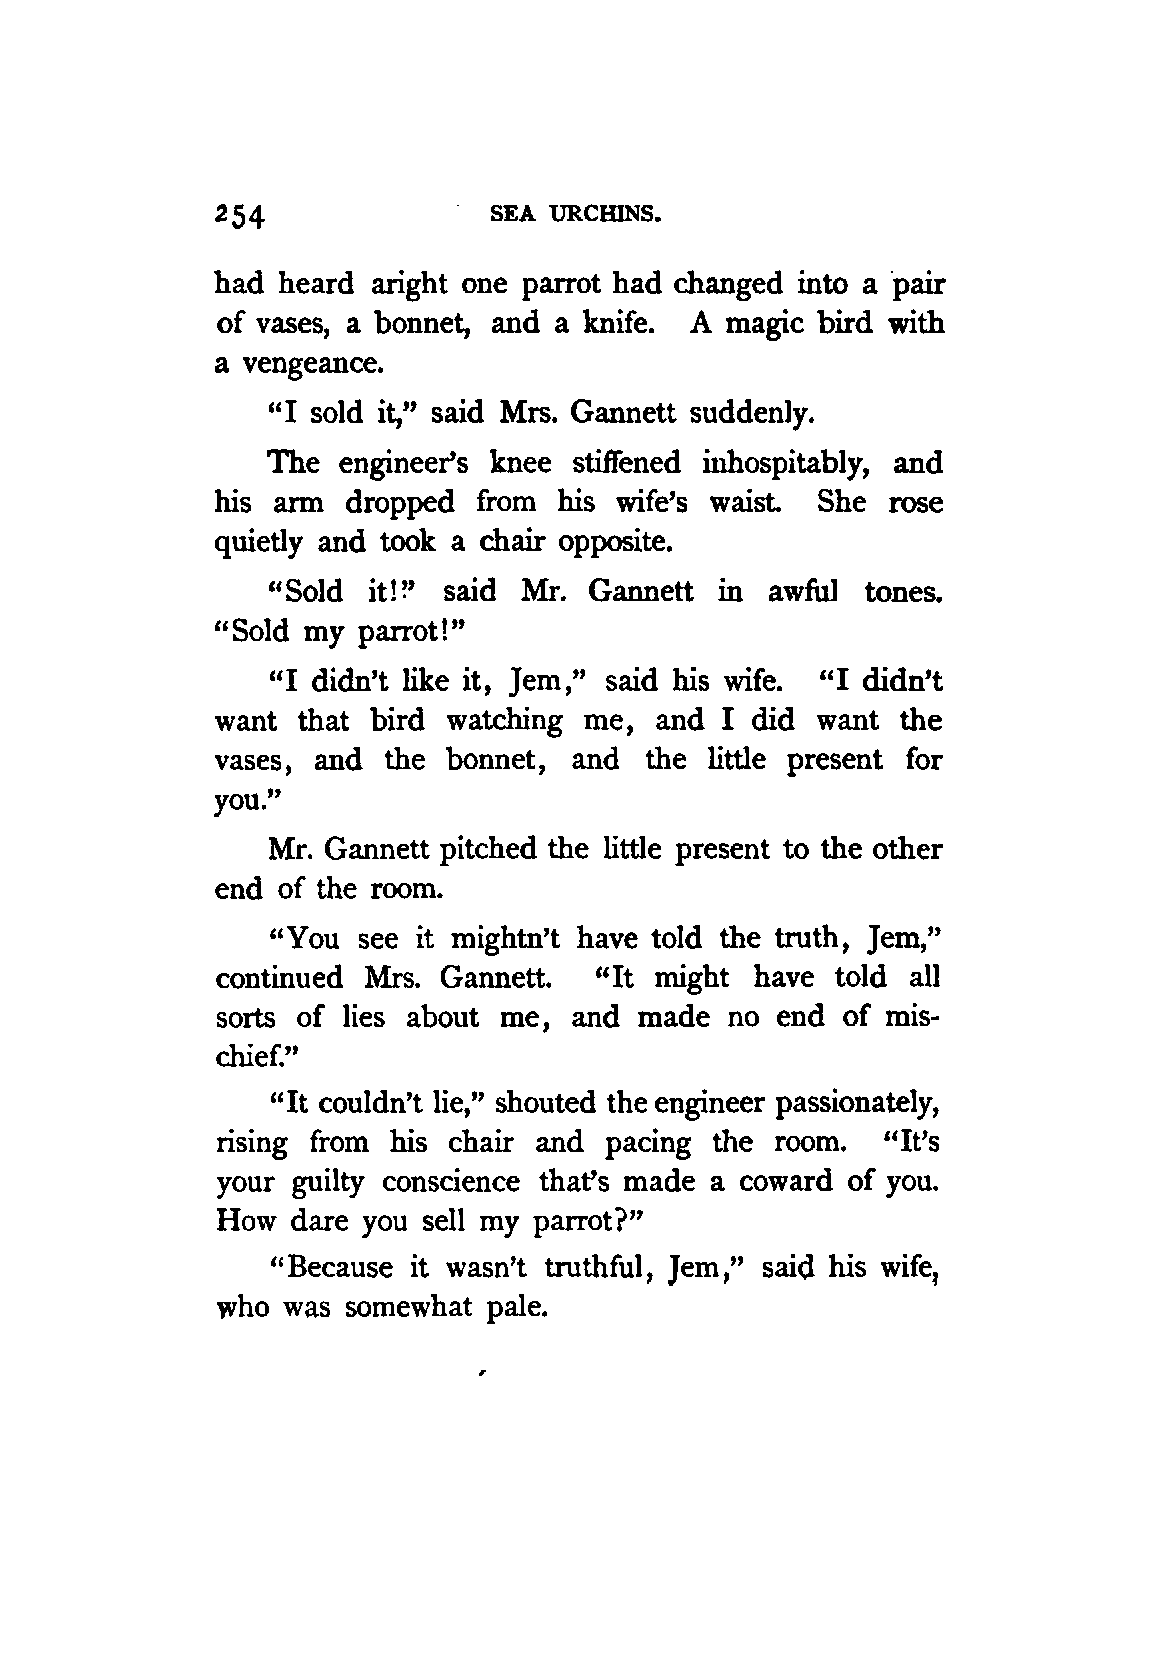 254 SEA URCHINS.
had heard aright one parrot had changed into a pair
of vases, a bonnet, and a knife. A magic bird with
a vengeance.
“I sold it,” said Mrs. Gannett suddenly.
The engineer’s knee stiffened inhospitably, and
his arm dropped from his wife’s waist. She rose
quietly and took a chair opposite.
“Sold it!” said Mr. Gannett in awful tones.
“Sold my parrot!”
“I didn’t like it, Jem,” said his wife. “I didn’t
want that bird watching me, and I did want the
vases, and the bonnet, and the little present for
you.”
Mr. Gannett pitched the little present to the other
end of the room.
“You see it mightn’t have told the truth, Jem,”
continued Mrs. Gannett. “It might have told all
sorts of lies about me, and made no end of mis-
chief.”
“It couldn’t lie,” shouted the engineer passionately,
rising from his chair and pacing the room. “It’s
your guilty conscience that’s made a coward of you.
How dare you sell my parrot?”
“Because it wasn’t truthful, Jem,” said his wife,
who was somewhat pale.